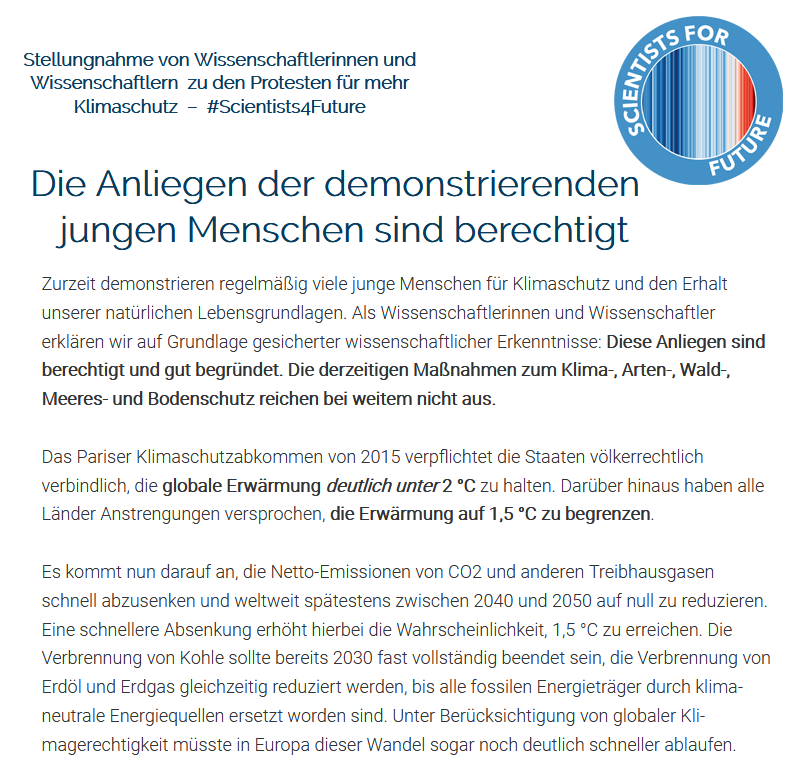 Stellungnahme von Wissenschaftlerinnen und
Wissenschaftlern zu den Protesten für mehr
Klimaschutz – #Scientists4Future
SCIENTISTS FOR
FUTURE
Die Anliegen der demonstrierenden
jungen Menschen sind berechtigt
Zurzeit demonstrieren regelmäßig viele junge Menschen für Klimaschutz und den Erhalt
unserer natürlichen Lebensgrundlagen. Als Wissenschaftlerinnen und Wissenschaftler
erklären wir auf Grundlage gesicherter wissenschaftlicher Erkenntnisse: Diese Anliegen sind
berechtigt und gut begründet. Die derzeitigen Maßnahmen zum Klima-, Arten-, Wald-,
Meeres- und Bodenschutz reichen bei weitem nicht aus.
Das Pariser Klimaschutzabkommen von 2015 verpflichtet die Staaten völkerrechtlich
verbindlich, die globale Erwärmung deutlich unter 2 °C zu halten. Darüber hinaus haben alle
Länder Anstrengungen versprochen, die Erwärmung auf 1,5 °C zu begrenzen.
Es kommt nun darauf an, die Netto-Emissionen von CO2 und anderen Treibhausgasen
schnell abzusenken und weltweit spätestens zwischen 2040 und 2050 auf null zu reduzieren.
Eine schnellere Absenkung erhöht hierbei die Wahrscheinlichkeit, 1,5 °C zu erreichen. Die
Verbrennung von Kohle sollte bereits 2030 fast vollständig beendet sein, die Verbrennung von
Erdöl und Erdgas gleichzeitig reduziert werden, bis alle fossilen Energieträger durch klima-
neutrale Energiequellen ersetzt worden sind. Unter Berücksichtigung von globaler Kli-
magerechtigkeit müsste in Europa dieser Wandel sogar noch deutlich schneller ablaufen.